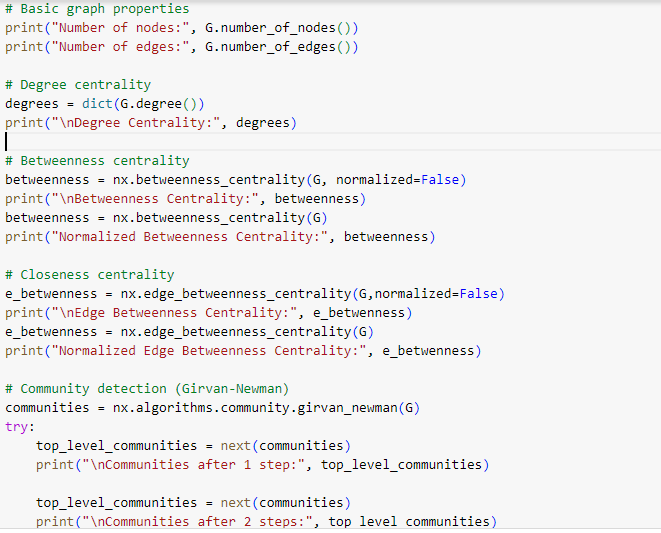 # Basic graph properties
print("Number of nodes:", G.number_of_nodes())
print("Number of edges:", G.number_of_edges())
# Degree centrality
degrees = dict(G.degree())
print("\nDegree Centrality:", degrees)
# Betweenness centrality
betweenness = nx.betweenness_centrality(G, normalized=False)
print("\nBetweenness Centrality:", betweenness)
betweenness = nx.betweenness_centrality(G)
print("Normalized Betweenness Centrality:", betweenness)
# Closeness centrality
e_betwenness = nx.edge_betweenness_centrality(G,normalized=False)
print("\nEdge Betweenness Centrality:", e_betwenness)
e_betwenness = nx.edge_betweenness_centrality(G)
print("Normalized Edge Betweenness Centrality:", e_betwenness)
# Community detection (Girvan-Newman)
communities = nx.algorithms.community.girvan_newman(G)
try:
    top_level_communities = next(communities)
    print("\nCommunities after 1 step:", top_level_communities)
    top_level_communities = next(communities)
    print("\nCommunities after 2 steps:", top_level_communities)